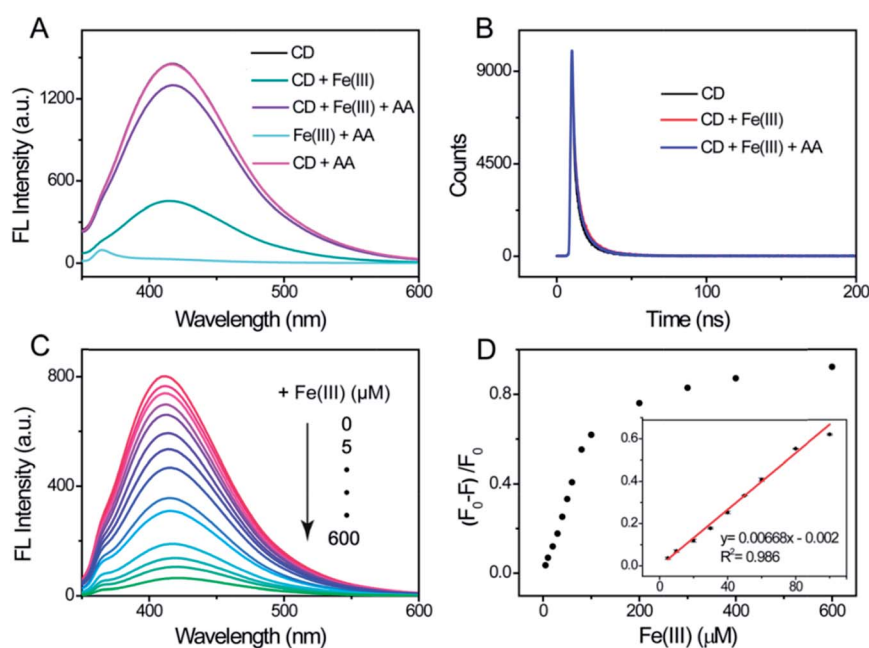 A
FL Intensity (a.u.)
1200
600
0
400
500
600
Wavelength (nm)
CD
CD + Fe(III)
CD + Fe(III) + AA
Fe(III) + AA
CD + AA
B
Counts
9000
4500
0
0
100
200
Time (ns)
CD
CD + Fe(III)
CD + Fe(III) + AA
C
FL Intensity (a.u.)
800
400
0
400
500
600
Wavelength (nm)
+ Fe(III) (µM)
0
5
600
D
(F₀-F) /F₀
0.8
0.4
0.0
0
200
400
600
Fe(III) (µM)
0.6
0.4
0.2
0.0
0
40
80
y= 0.00668x - 0.002
R²= 0.986